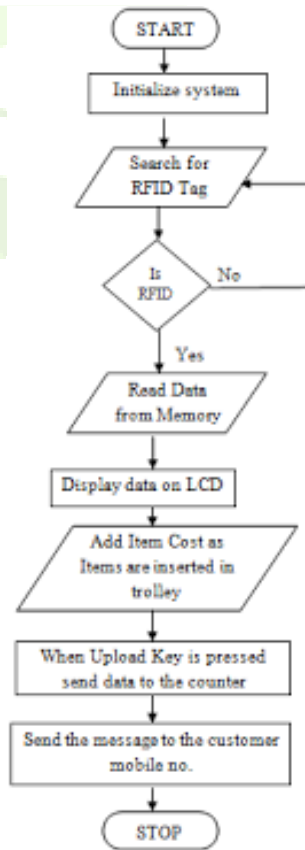 START
Initialize system
Search for
RFID Tag
Is
RFID
No
Yes
Read Data
from Memory
Display data on LCD
Add Item Cost as
Items are inserted in
trolley
When Upload Key is pressed
send data to the counter
Send the message to the customer
mobile no.
STOP